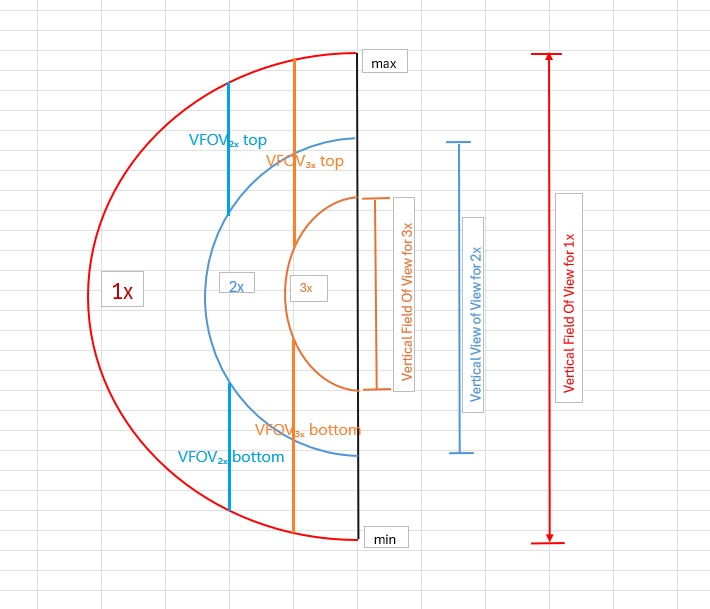 max
VFOV₂ₓ top
VFOV₃ₓ top
1x
2x
3x
Vertical Field Of View for 3x
Vertical View of View for 2x
Vertical Field Of View for 1x
VFOV₃ₓ bottom
VFOV₂ₓ bottom
min